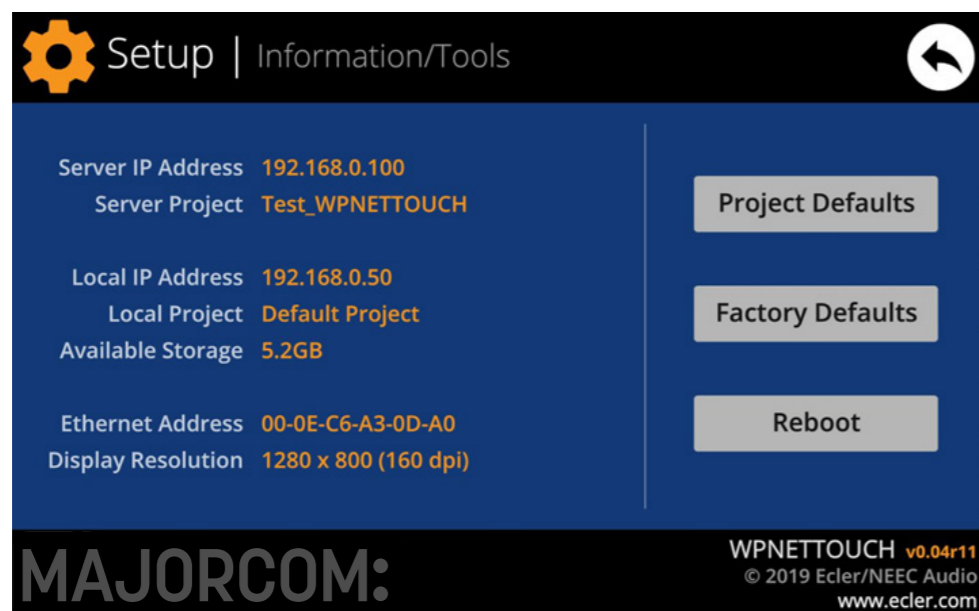 Setup | Information/Tools
Server IP Address 192.168.0.100
Server Project Test_WPNETTOUCH
Local IP Address 192.168.0.50
Local Project Default Project
Available Storage 5.2GB
Ethernet Address 00-0E-C6-A3-0D-A0
Display Resolution 1280 x 800 (160 dpi)
Project Defaults
Factory Defaults
Reboot
MAJORCOM:
WPNETTOUCH v0.04r11
© 2019 Ecler/NEEC Audio
www.ecler.com